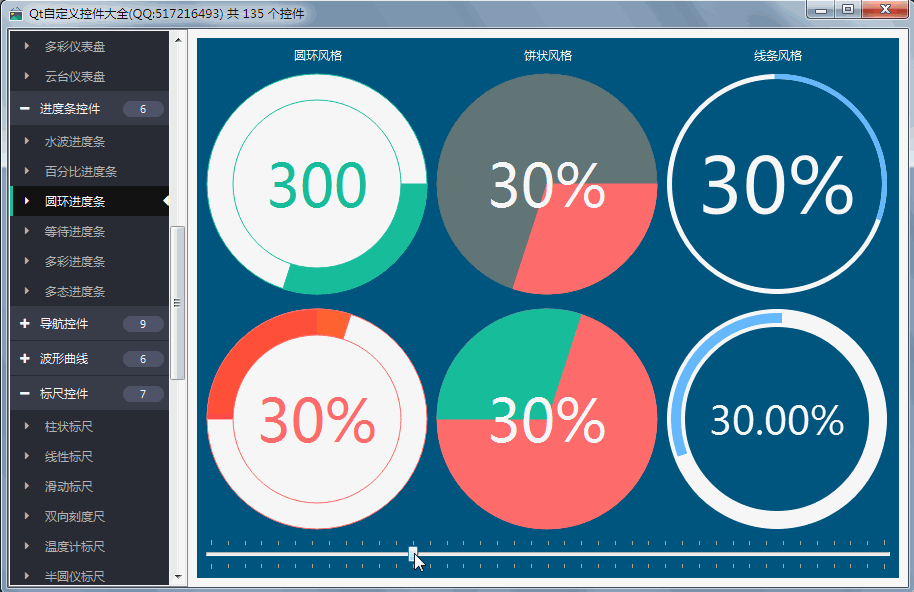 Qt自定义控件大全(QQ:517216493) 共 135 个控件
多彩仪表盘
云台仪表盘
进度条控件 6
水波进度条
百分比进度条
圆环进度条
等待进度条
多彩进度条
多态进度条
导航控件 9
波形曲线 6
标尺控件 7
柱状标尺
线性标尺
滑动标尺
双向刻度尺
温度计标尺
半圆仪标尺
圆环风格 饼状风格 线条风格
300 30% 30%
30% 30% 30.00%